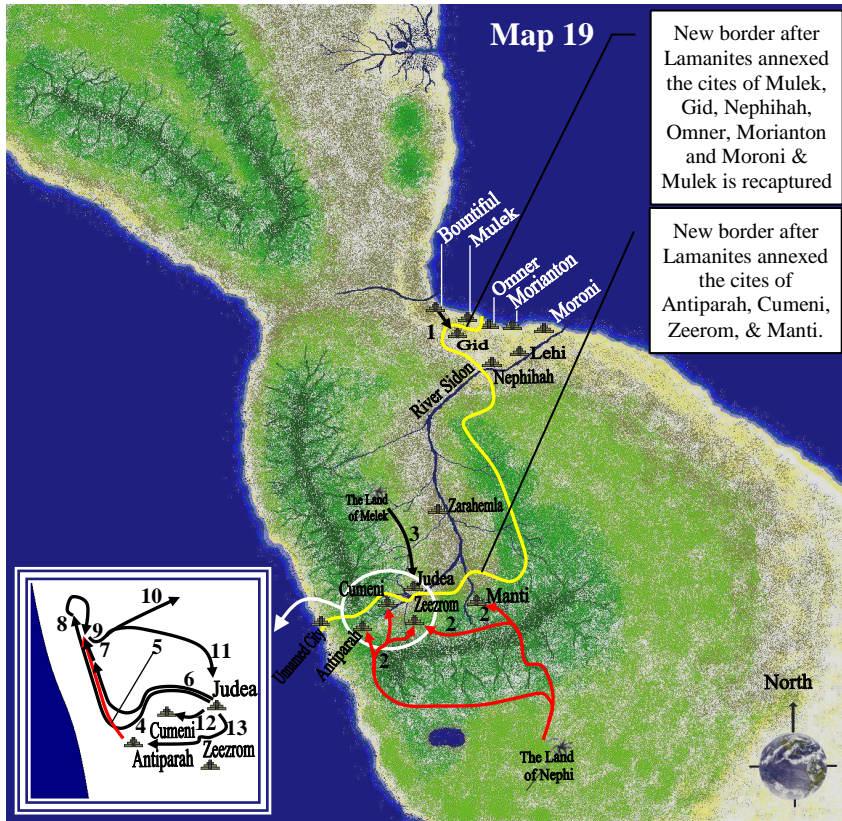 Map 19
New border after
Lamanites annexed
the cites of Mulek,
Gid, Nephihah,
Omner, Morianton
and Moroni &
Mulek is recaptured
New border after
Lamanites annexed
the cites of
Antiparah, Cumeni,
Zeerom, & Manti.
Bountiful
Mulek
Omner
Morianton
Moroni
1
Gid
Lehi
Nephihah
River Sidon
The Land
of Melek
Zarahemla
3
Judea
Cumeni
Zeezrom
Manti
2
2
2
Unnamed City
Antiparah
The Land
of Nephi
North
10
8
9
7
5
11
6
Judea
4
12
13
Cumeni
Zeezrom
Antiparah